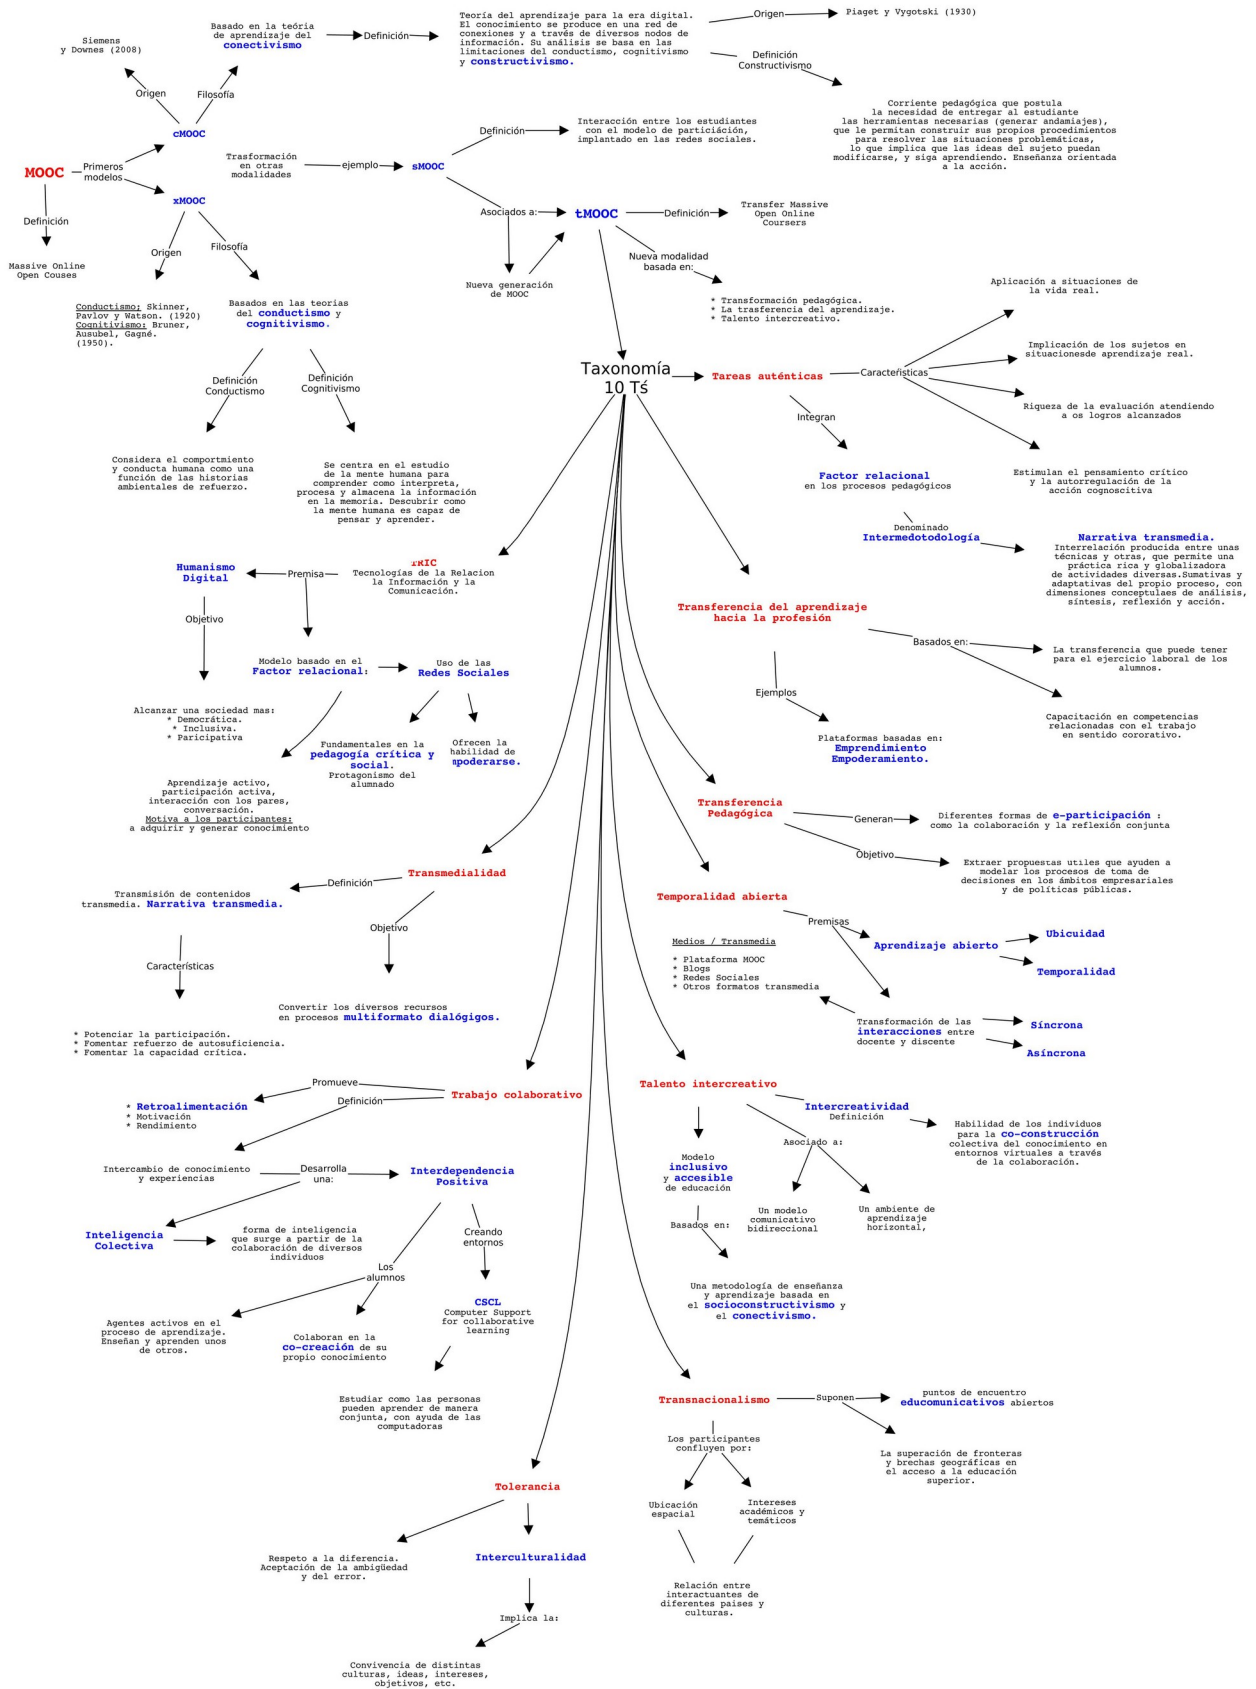 Siemens
y Downes (2008)
Basado en la teória
de aprendizaje del
conectivismo
Definición
Teoría del aprendizaje para la era digital.
El conocimiento se produce en una red de
conexiones y a través de diversos nodos de
información. Su análisis se basa en las
limitaciones del conductismo, cognitivismo
y constructivismo.
Origen
Piaget y Vygotski (1930)
Definición
Constructivismo
Corriente pedagógica que postula
la necesidad de entregar al estudiante
las herramientas necesarias (generar andamiajes),
que le permitan construir sus propios procedimientos
para resolver las situaciones problemáticas,
lo que implica que las ideas del sujeto puedan
modificarse, y siga aprendiendo. Enseñanza orientada
a la acción.
Origen
Filosofía
cMOOC
MOOC
Primeros
modelos
xMOOC
Definición
Massive Online
Open Couses
Origen
Filosofía
Conductismo; Skinner,
Pavlov y Watson. (1920)
Cognitivismo: Bruner,
Ausubel, Gagné.
(1950).
Basados en las teorias
del conductismo y
cognitivismo.
Definición
Conductismo
Definición
Cognitivismo
Considera el comportmiento
y conducta humana como una
función de las historias
ambientales de refuerzo.
Se centra en el estudio
de la mente humana para
comprender como interpreta,
procesa y almacena la información
en la memoria. Descubrir como
la mente humana es capaz de
pensar y aprender.
Trasformación
en otras
modalidades
ejemplo
sMOOC
Definición
Interacción entre los estudiantes
con el modelo de particiáción,
implantado en las redes sociales.
Asociados a:
Nueva generación
de MOOC
tMOOC
Definición
Transfer Massive
Open Online
Coursers
Nueva modalidad
basada en:
* Transformación pedagógica.
* La trasferencia del aprendizaje.
* Talento intercreativo.
Taxonomía
10 Tś
Tareas auténticas
Características
Aplicación a situaciones de
la vida real.
Implicación de los sujetos en
situacionesde aprendizaje real.
Riqueza de la evaluación atendiendo
a os logros alcanzados
Estimulan el pensamiento crítico
y la autorregulación de la
acción cognoscitiva
Integran
Factor relacional
en los procesos pedagógicos
Denominado
Intermedotodología
Narrativa transmedia.
Interrelación producida entre unas
técnicas y otras, que permite una
práctica rica y globalizadora
de actividades diversas.Sumativas y
adaptativas del propio proceso, con
dimensiones conceptulaes de análisis,
síntesis, reflexión y acción.
TRIC
Tecnologías de la Relacion
la Información y la
Comunicación.
Premisa
Humanismo
Digital
Objetivo
Alcanzar una sociedad mas:
* Democrática.
* Inclusiva.
* Paricipativa
Modelo basado en el
Factor relacional:
Uso de las
Redes Sociales
Fundamentales en la
pedagogía crítica y
social.
Protagonismo del
alumnado
Ofrecen la
habilidad de
mpoderarse.
Aprendizaje activo,
participación activa,
interacción con los pares,
conversación.
Motiva a los participantes:
a adquirir y generar conocimiento
Transferencia del aprendizaje
hacia la profesión
Basados en:
La transferencia que puede tener
para el ejercicio laboral de los
alumnos.
Capacitación en competencias
relacionadas con el trabajo
en sentido cororativo.
Ejemplos
Plataformas basadas en:
Emprendimiento
Empoderamiento.
Transferencia
Pedagógica
Generan
Diferentes formas de e-participación :
como la colaboración y la reflexión conjunta
Objetivo
Extraer propuestas utiles que ayuden a
modelar los procesos de toma de
decisiones en los ámbitos empresariales
y de políticas públicas.
Transmedialidad
Definición
Transmisión de contenidos
transmedia. Narrativa transmedia.
Características
* Potenciar la participación.
* Fomentar refuerzo de autosuficiencia.
* Fomentar la capacidad crítica.
Objetivo
Convertir los diversos recursos
en procesos multiformato dialógigos.
Temporalidad abierta
Premisas
Aprendizaje abierto
Ubicuidad
Temporalidad
Medios / Transmedia
* Plataforma MOOC
* Blogs
* Redes Sociales
* Otros formatos transmedia
Transformación de las
interacciones entre
docente y discente
Síncrona
Asíncrona
Trabajo colaborativo
Promueve
* Retroalimentación
* Motivación
* Rendimiento
Definición
Intercambio de conocimiento
y experiencias
Desarrolla
una:
Interdependencia
Positiva
Inteligencia
Colectiva
forma de inteligencia
que surge a partir de la
colaboración de diversos
individuos
Los
alumnos
Creando
entornos
Agentes activos en el
proceso de aprendizaje.
Enseñan y aprenden unos
de otros.
Colaboran en la
co-creación de su
propio conocimiento
CSCL
Computer Support
for collaborative
learning
Estudiar como las personas
pueden aprender de manera
conjunta, con ayuda de las
computadoras
Talento intercreativo
Intercreatividad
Definición
Habilidad de los individuos
para la co-construcción
colectiva del conocimiento en
entornos virtuales a través
de la colaboración.
Asociado a:
Un modelo
comunicativo
bidireccional
Un ambiente de
aprendizaje
horizontal,
Modelo
inclusivo
y accesible
de educación
Basados en:
Una metodología de enseñanza
y aprendizaje basada en
el socioconstructivismo y
el conectivismo.
Transnacionalismo
Suponen
puntos de encuentro
educomunicativos abiertos
La superación de fronteras
y brechas geográficas en
el acceso a la educación
superior.
Los participantes
confluyen por:
Ubicación
espacial
Intereses
académicos y
temáticos
Relación entre
interactuantes de
diferentes paises y
culturas.
Tolerancia
Respeto a la diferencia.
Aceptación de la ambigüedad
y del error.
Interculturalidad
Implica la:
Convivencia de distintas
culturas, ideas, intereses,
objetivos, etc.